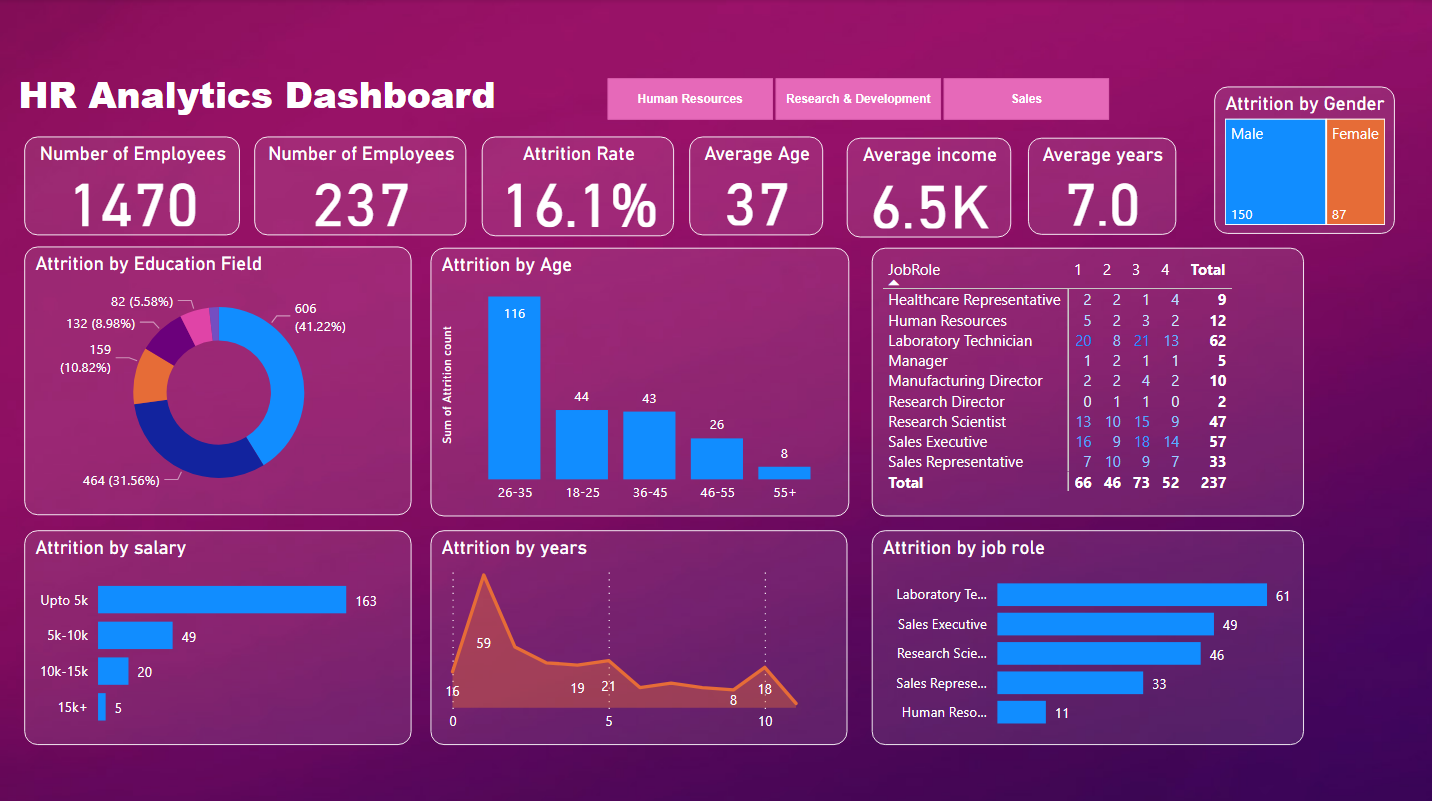 HR Analytics Dashboard
Human Resources
Research & Development
Sales
Attrition by Gender
Male
Female
150
87
Number of Employees
1470
Number of Employees
237
Attrition Rate
16.1%
Average Age
37
Average income
6.5K
Average years
7.0
Attrition by Education Field
82 (5.58%)
132 (8.98%)
159
(10.82%)
606
(41.22%)
464 (31.56%)
Attrition by Age
Sum of Attrition count
116
44
43
26
8
26-35
18-25
36-45
46-55
55+
JobRole 1 2 3 4 Total
Healthcare Representative 2 2 1 4 9
Human Resources 5 2 3 2 12
Laboratory Technician 20 8 21 13 62
Manager 1 2 1 1 5
Manufacturing Director 2 2 4 2 10
Research Director 0 1 1 0 2
Research Scientist 13 10 15 9 47
Sales Executive 16 9 18 14 57
Sales Representative 7 10 9 7 33
Total 66 46 73 52 237
Attrition by salary
Upto 5k 163
5k-10k 49
10k-15k 20
15k+ 5
Attrition by years
16
59
19
21
8
18
0
5
10
Attrition by job role
Laboratory Te... 61
Sales Executive 49
Research Scie... 46
Sales Represe... 33
Human Reso... 11